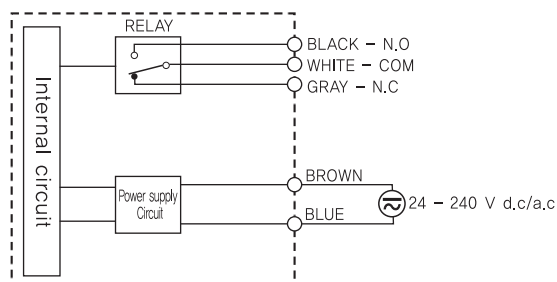 RELAY
BLACK - N.O
WHITE - COM
GRAY - N.C
Internal circuit
Power supply
Circuit
BROWN
BLUE
24 - 240 V d.c/a.c